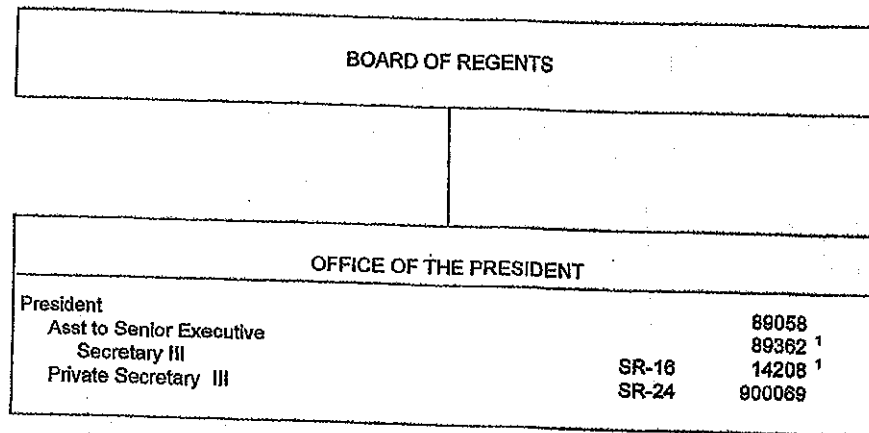 BOARD OF REGENTS
OFFICE OF THE PRESIDENT
President 89058
Asst to Senior Executive 89362 ¹
Secretary III SR-16 14208 ¹
Private Secretary III SR-24 900069